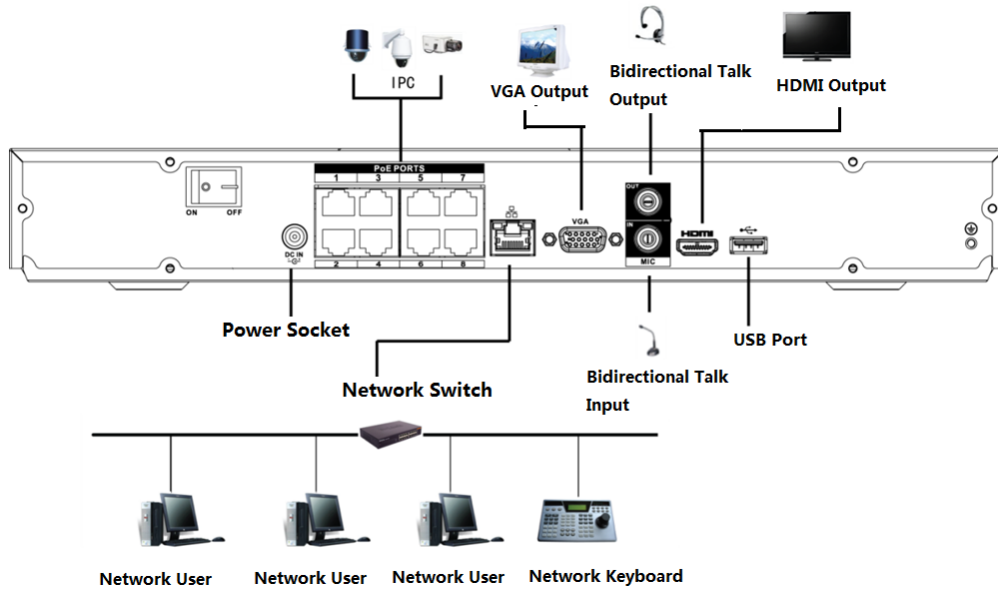 IPC
VGA Output
Bidirectional Talk
Output
HDMI Output
PoE PORTS
1 3 5 7
ON OFF
DC IN
2 4 6 8
VGA
OUT
IN
MIC
HDMI
Power Socket
Network Switch
Bidirectional Talk
Input
USB Port
Network User
Network User
Network User
Network Keyboard